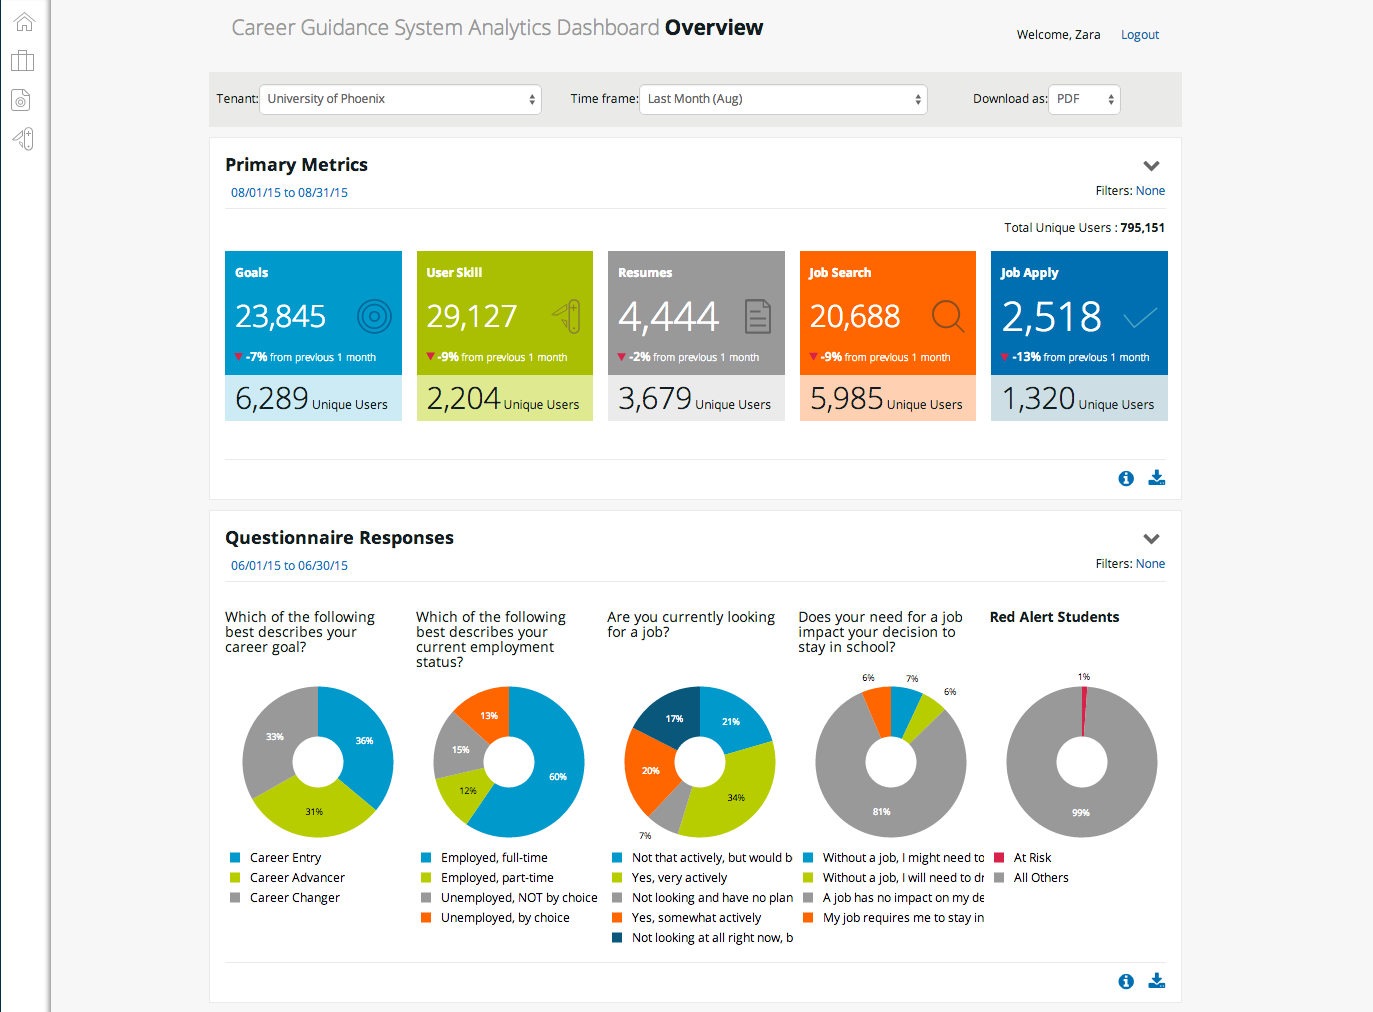 Career Guidance System Analytics Dashboard Overview
Welcome, Zara Logout
Tenant: University of Phoenix Time frame: Last Month (Aug) Download as: PDF
Primary Metrics
08/01/15 to 08/31/15
Filters: None
Total Unique Users : 795,151
Goals
23,845
-7% from previous 1 month
6,289 Unique Users
User Skill
29,127
-9% from previous 1 month
2,204 Unique Users
Resumes
4,444
-2% from previous 1 month
3,679 Unique Users
Job Search
20,688
-9% from previous 1 month
5,985 Unique Users
Job Apply
2,518
-13% from previous 1 month
1,320 Unique Users
Questionnaire Responses
06/01/15 to 06/30/15
Filters: None
Which of the following
best describes your
career goal?
33%
36%
31%
Career Entry
Career Advancer
Career Changer
Which of the following
best describes your
current employment
status?
13%
15%
12%
60%
Employed, full-time
Employed, part-time
Unemployed, NOT by choice
Unemployed, by choice
Are you currently looking
for a job?
17%
21%
20%
34%
7%
Not that actively, but would b
Yes, very actively
Not looking and have no plan
Yes, somewhat actively
Not looking at all right now, b
Does your need for a job
impact your decision to
stay in school?
6%
7%
6%
81%
Without a job, I might need to
Without a job, I will need to dr
A job has no impact on my de
My job requires me to stay in
Red Alert Students
1%
99%
At Risk
All Others